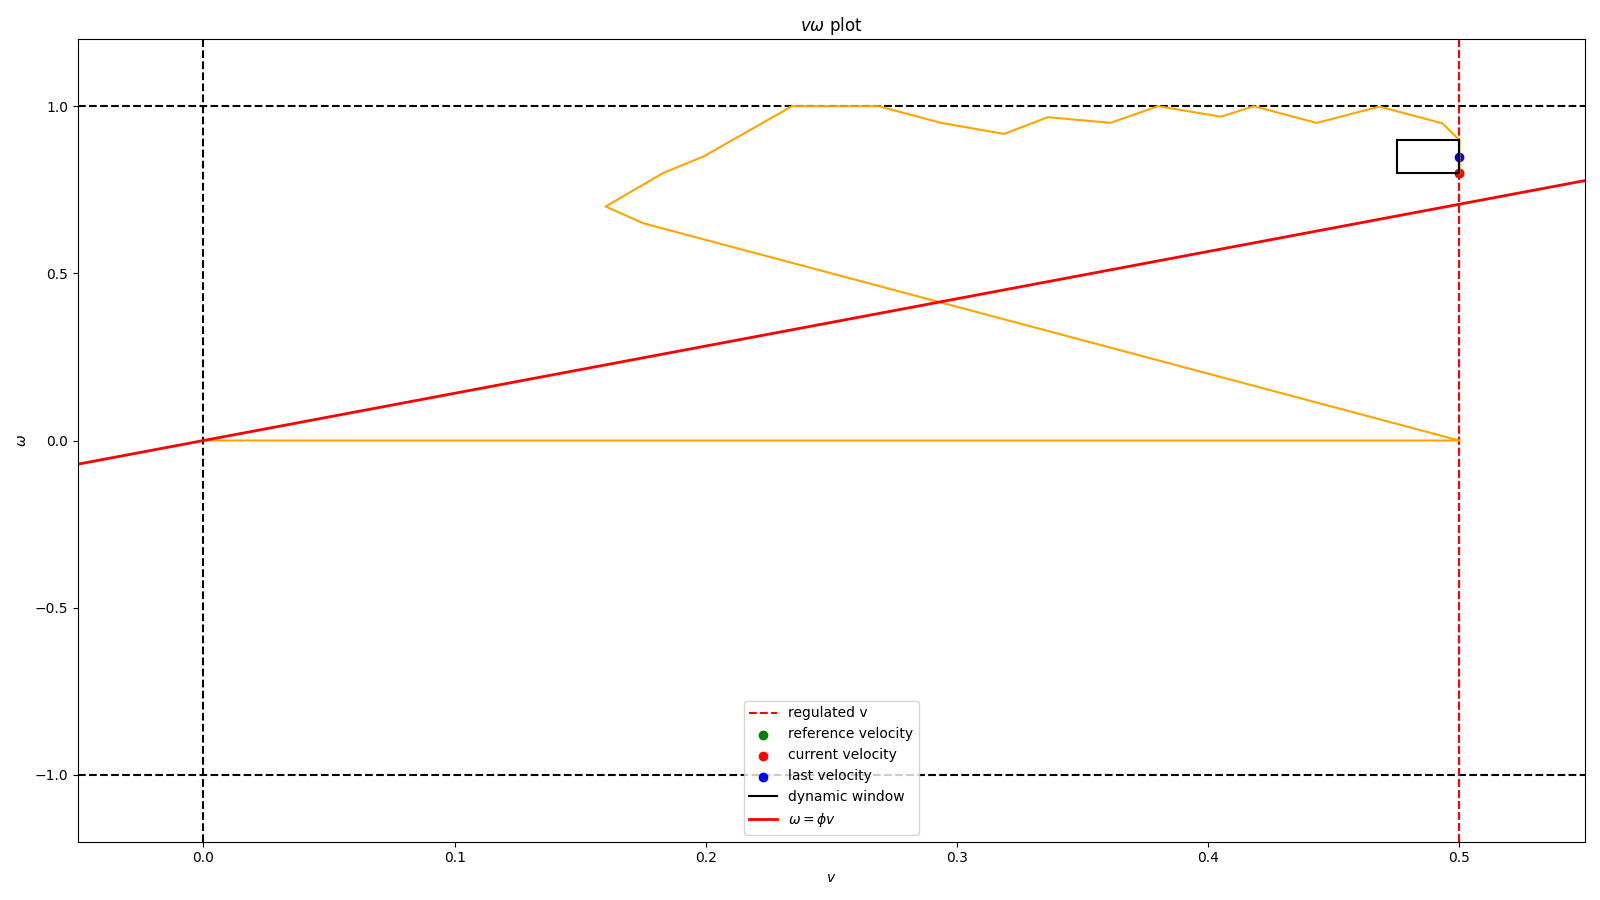 vω plot
1.0
0.5
0.0
−0.5
−1.0
ω
regulated v
reference velocity
current velocity
last velocity
dynamic window
ω = ϕv
0.0
0.1
0.2
0.3
0.4
0.5
v